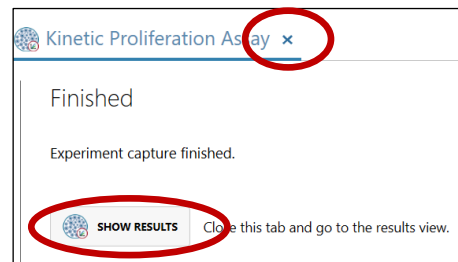 Kinetic Proliferation Assay ×
Finished
Experiment capture finished.
SHOW RESULTS Close this tab and go to the results view.